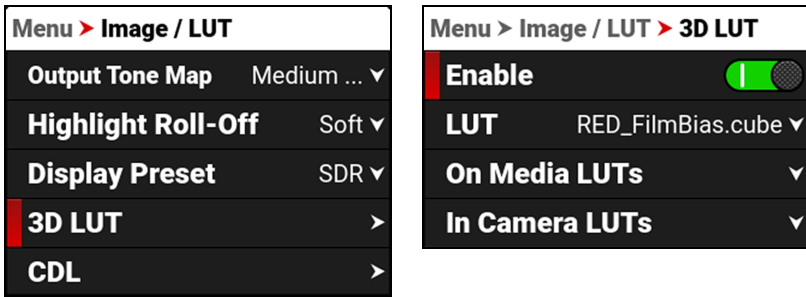 Menu > Image / LUT
Output Tone Map Medium ...
Highlight Roll-Off Soft
Display Preset SDR
3D LUT
CDL
Menu > Image / LUT > 3D LUT
Enable
LUT RED_FilmBias.cube
On Media LUTs
In Camera LUTs